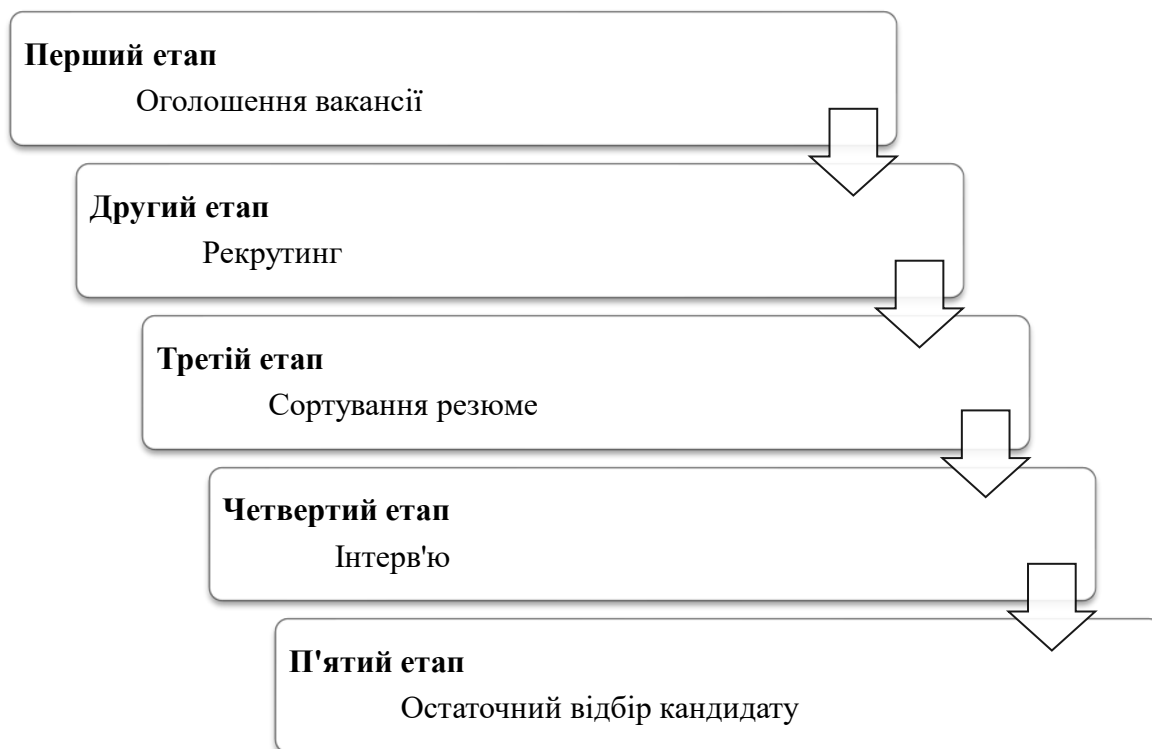 Перший етап
Оголошення вакансії
Другий етап
Рекрутинг
Третій етап
Сортування резюме
Четвертий етап
Інтерв'ю
П'ятий етап
Остаточний відбір кандидату